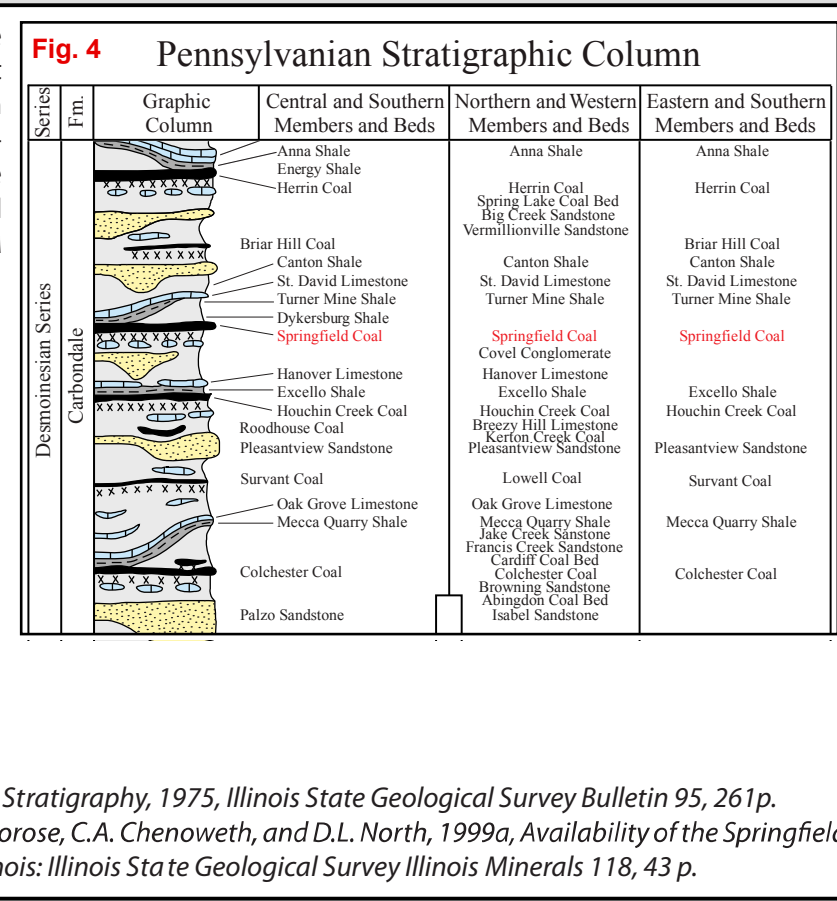 Fig. 4
Pennsylvanian Stratigraphic Column
Series
Fm.
Graphic
Column
Central and Southern
Members and Beds
Northern and Western
Members and Beds
Eastern and Southern
Members and Beds
Desmoinesian Series
Carbondale
Anna Shale
Energy Shale
Herrin Coal
Briar Hill Coal
Canton Shale
St. David Limestone
Turner Mine Shale
Dykersburg Shale
Springfield Coal
Hanover Limestone
Excello Shale
Houchin Creek Coal
Roodhouse Coal
Pleasantview Sandstone
Survant Coal
Oak Grove Limestone
Mecca Quarry Shale
Colchester Coal
Palzo Sandstone
Anna Shale
Herrin Coal
Spring Lake Coal Bed
Big Creek Sandstone
Vermillionville Sandstone
Canton Shale
St. David Limestone
Turner Mine Shale
Springfield Coal
Covel Conglomerate
Hanover Limestone
Excello Shale
Houchin Creek Coal
Breezy Hill Limestone
Kerton Creek Coal
Pleasantview Sandstone
Lowell Coal
Oak Grove Limestone
Mecca Quarry Shale
Jake Creek Sanstone
Francis Creek Sandstone
Cardiff Coal Bed
Colchester Coal
Browning Sandstone
Abingdon Coal Bed
Isabel Sandstone
Anna Shale
Herrin Coal
Briar Hill Coal
Canton Shale
St. David Limestone
Turner Mine Shale
Springfield Coal
Excello Shale
Houchin Creek Coal
Pleasantview Sandstone
Survant Coal
Mecca Quarry Shale
Colchester Coal
Stratigraphy, 1975, Illinois State Geological Survey Bulletin 95, 261p.
orose, C.A. Chenoweth, and D.L. North, 1999a, Availability of the Springfield
nois: Illinois State Geological Survey Illinois Minerals 118, 43 p.